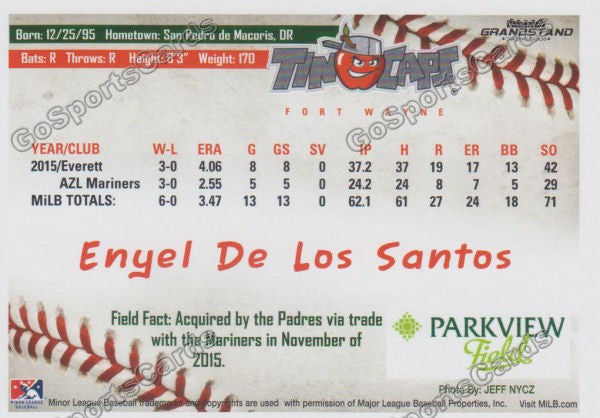 Born: 12/25/95 Hometown: San Pedro de Macoris, DR
Bats: R Throws: R Height: 6'3" Weight: 170
GRANDSTAND
TINCAPS
FORT WAYNE
YEAR/CLUB W-L ERA G GS SV IP H R ER BB SO
2015/Everett 3-0 4.06 8 8 0 37.2 37 19 17 13 42
AZL Mariners 3-0 2.55 5 5 0 24.2 24 8 7 5 29
MiLB TOTALS: 6-0 3.47 13 13 0 62.1 61 27 24 18 71
Enyel De Los Santos
Field Fact: Acquired by the Padres via trade
with the Mariners in November of
2015.
PARKVIEW
Field
Photo By: JEFF NYCZ
MINOR LEAGUE
BASEBALL
Minor League Baseball trademarks and copyrights are used with permission of Major League Baseball Properties, Inc. Visit MiLB.com
GoSportsCards
GoSportsCards
GoSportsCards
GoSportsCards